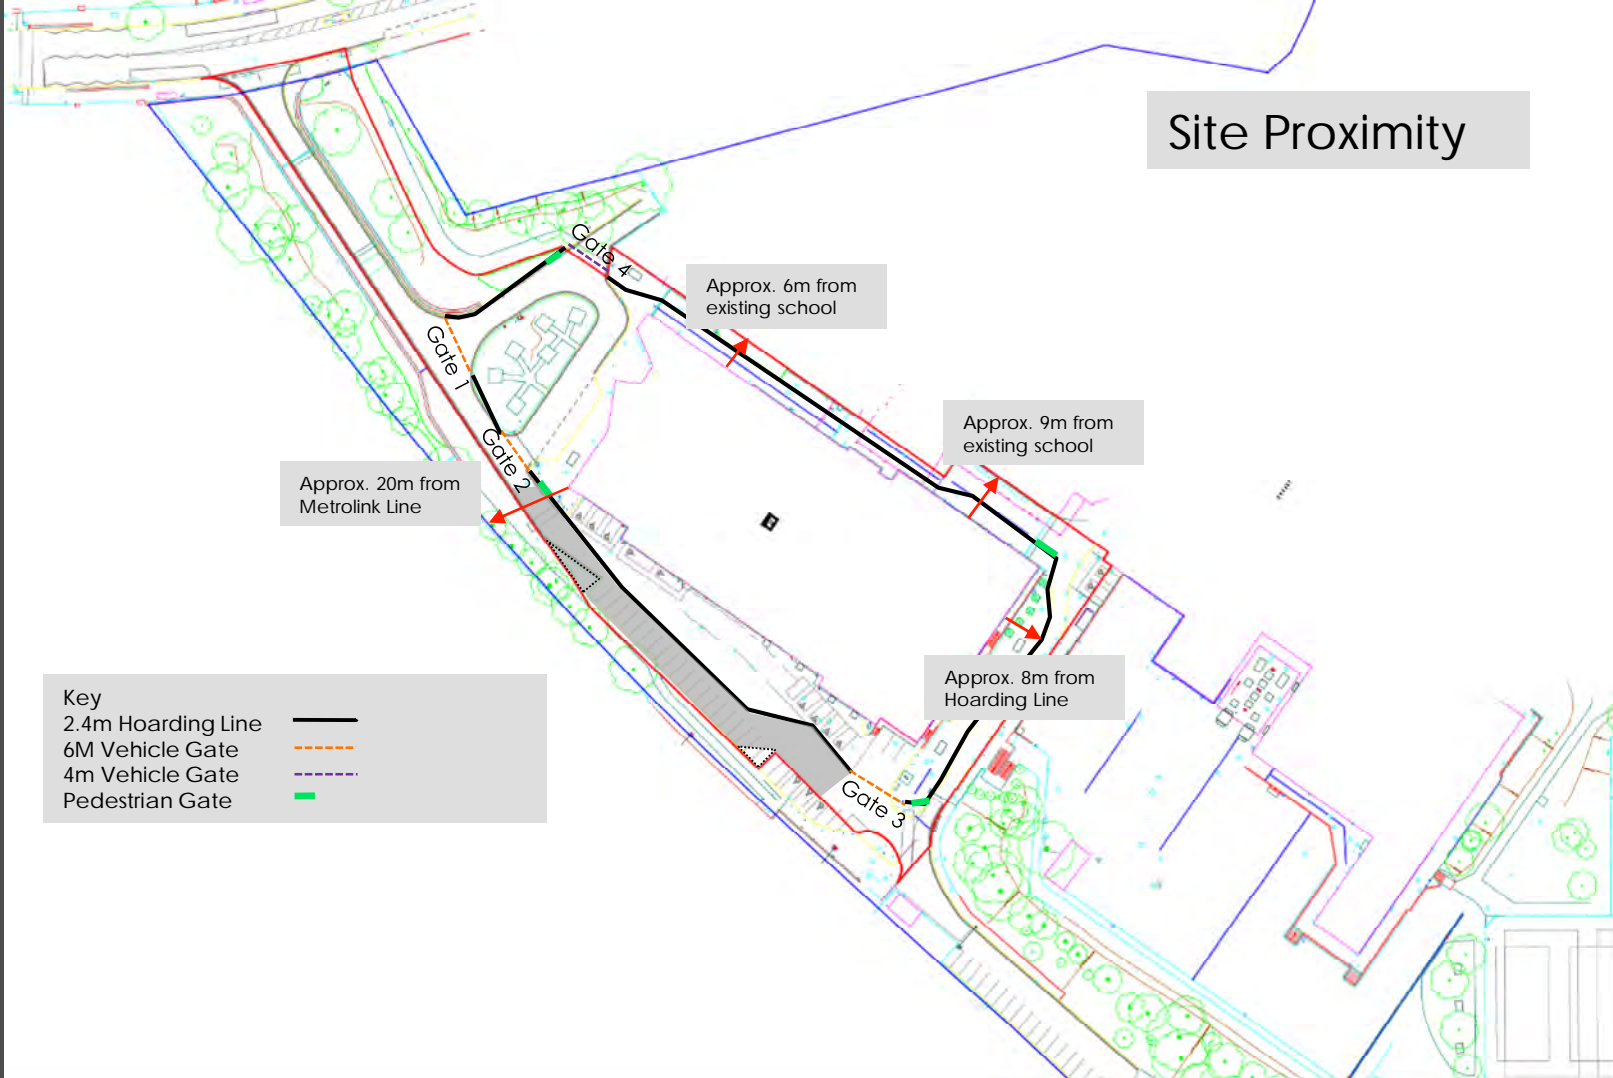 Site Proximity
Gate 4
Approx. 6m from
existing school
Gate 1
Approx. 9m from
existing school
Gate 2
Approx. 20m from
Metrolink Line
Approx. 8m from
Hoarding Line
Key
2.4m Hoarding Line
6M Vehicle Gate
4m Vehicle Gate
Pedestrian Gate
Gate 3